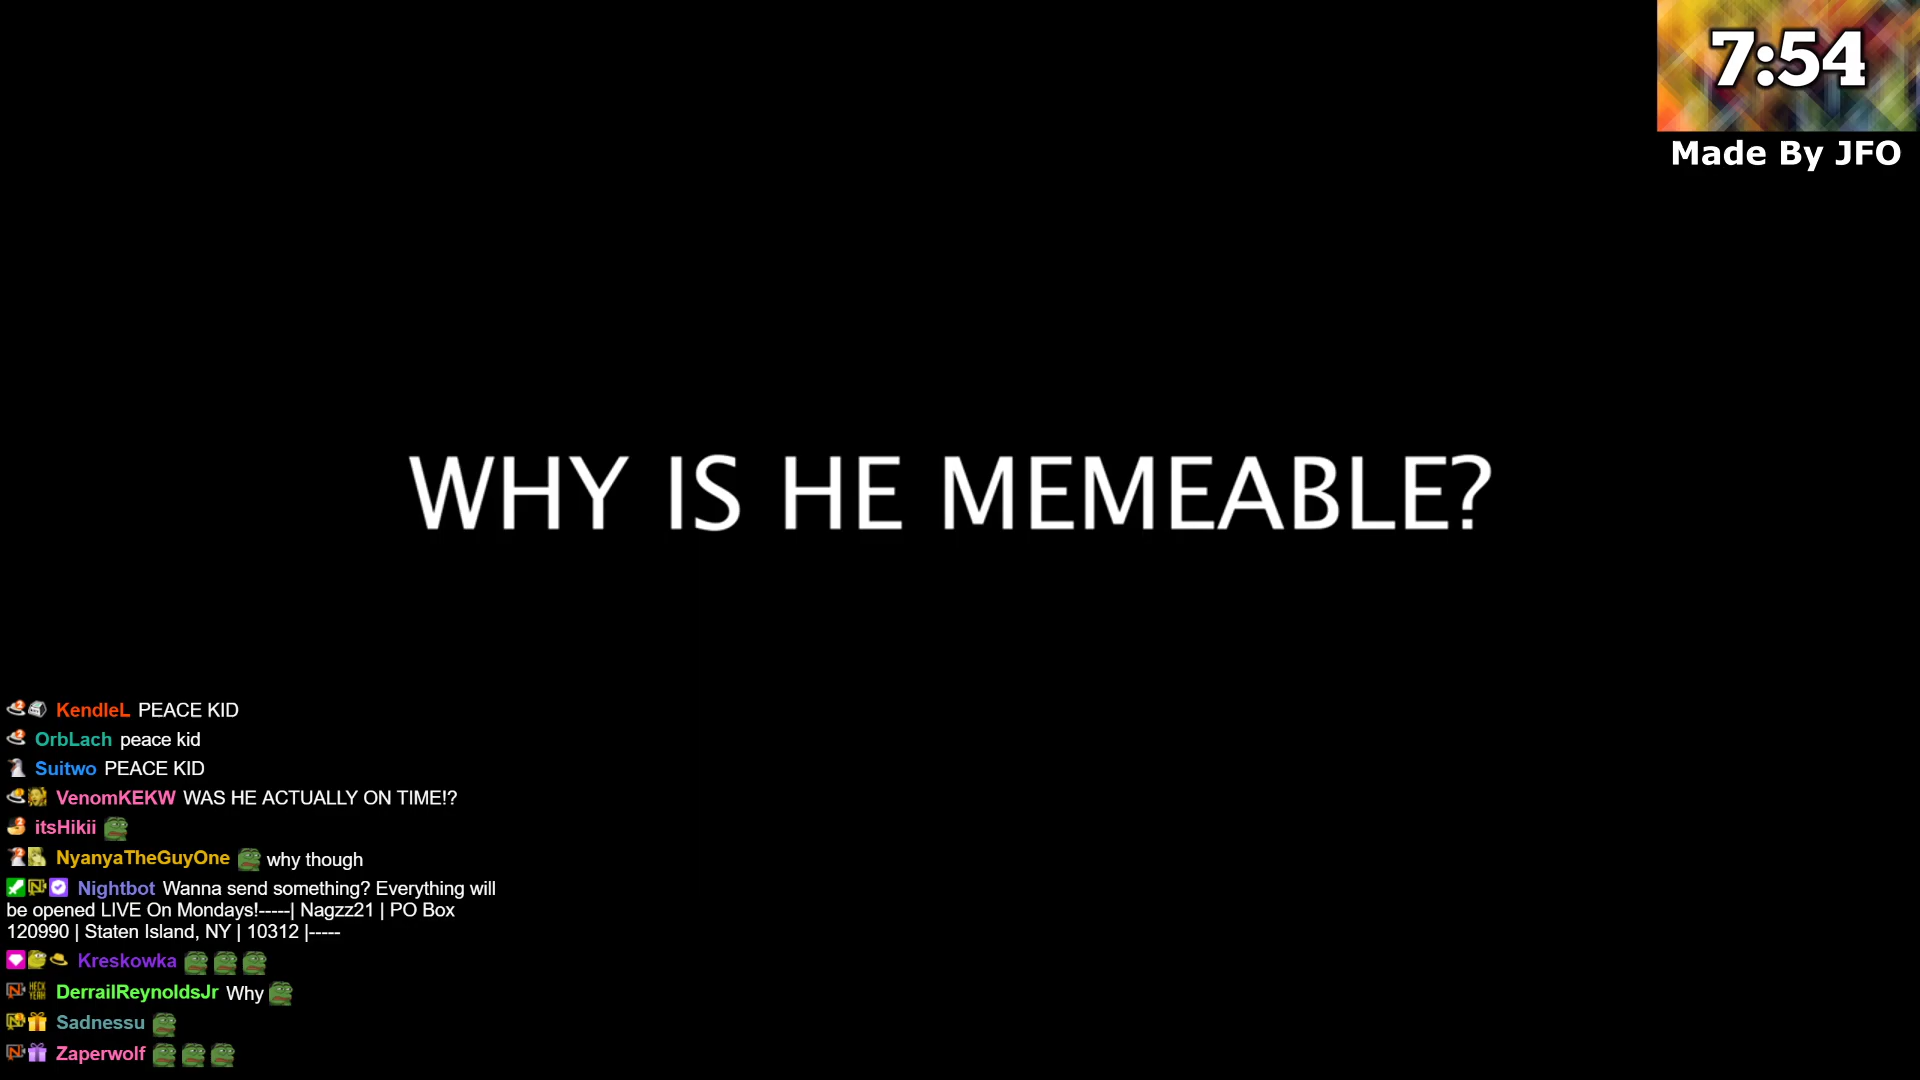 7:54
Made By JFO
WHY IS HE MEMEABLE?
KendleL PEACE KID
OrbLach peace kid
Suitwo PEACE KID
VenomKEKW WAS HE ACTUALLY ON TIME!?
itsHikii
NyanyaTheGuyOne why though
Nightbot Wanna send something? Everything will
be opened LIVE On Mondays!-----| Nagzz21 | PO Box
120990 | Staten Island, NY | 10312 |-----
Kreskowka
HECK YEAH DerrailReynoldsJr Why
Sadnessu
Zaperwolf